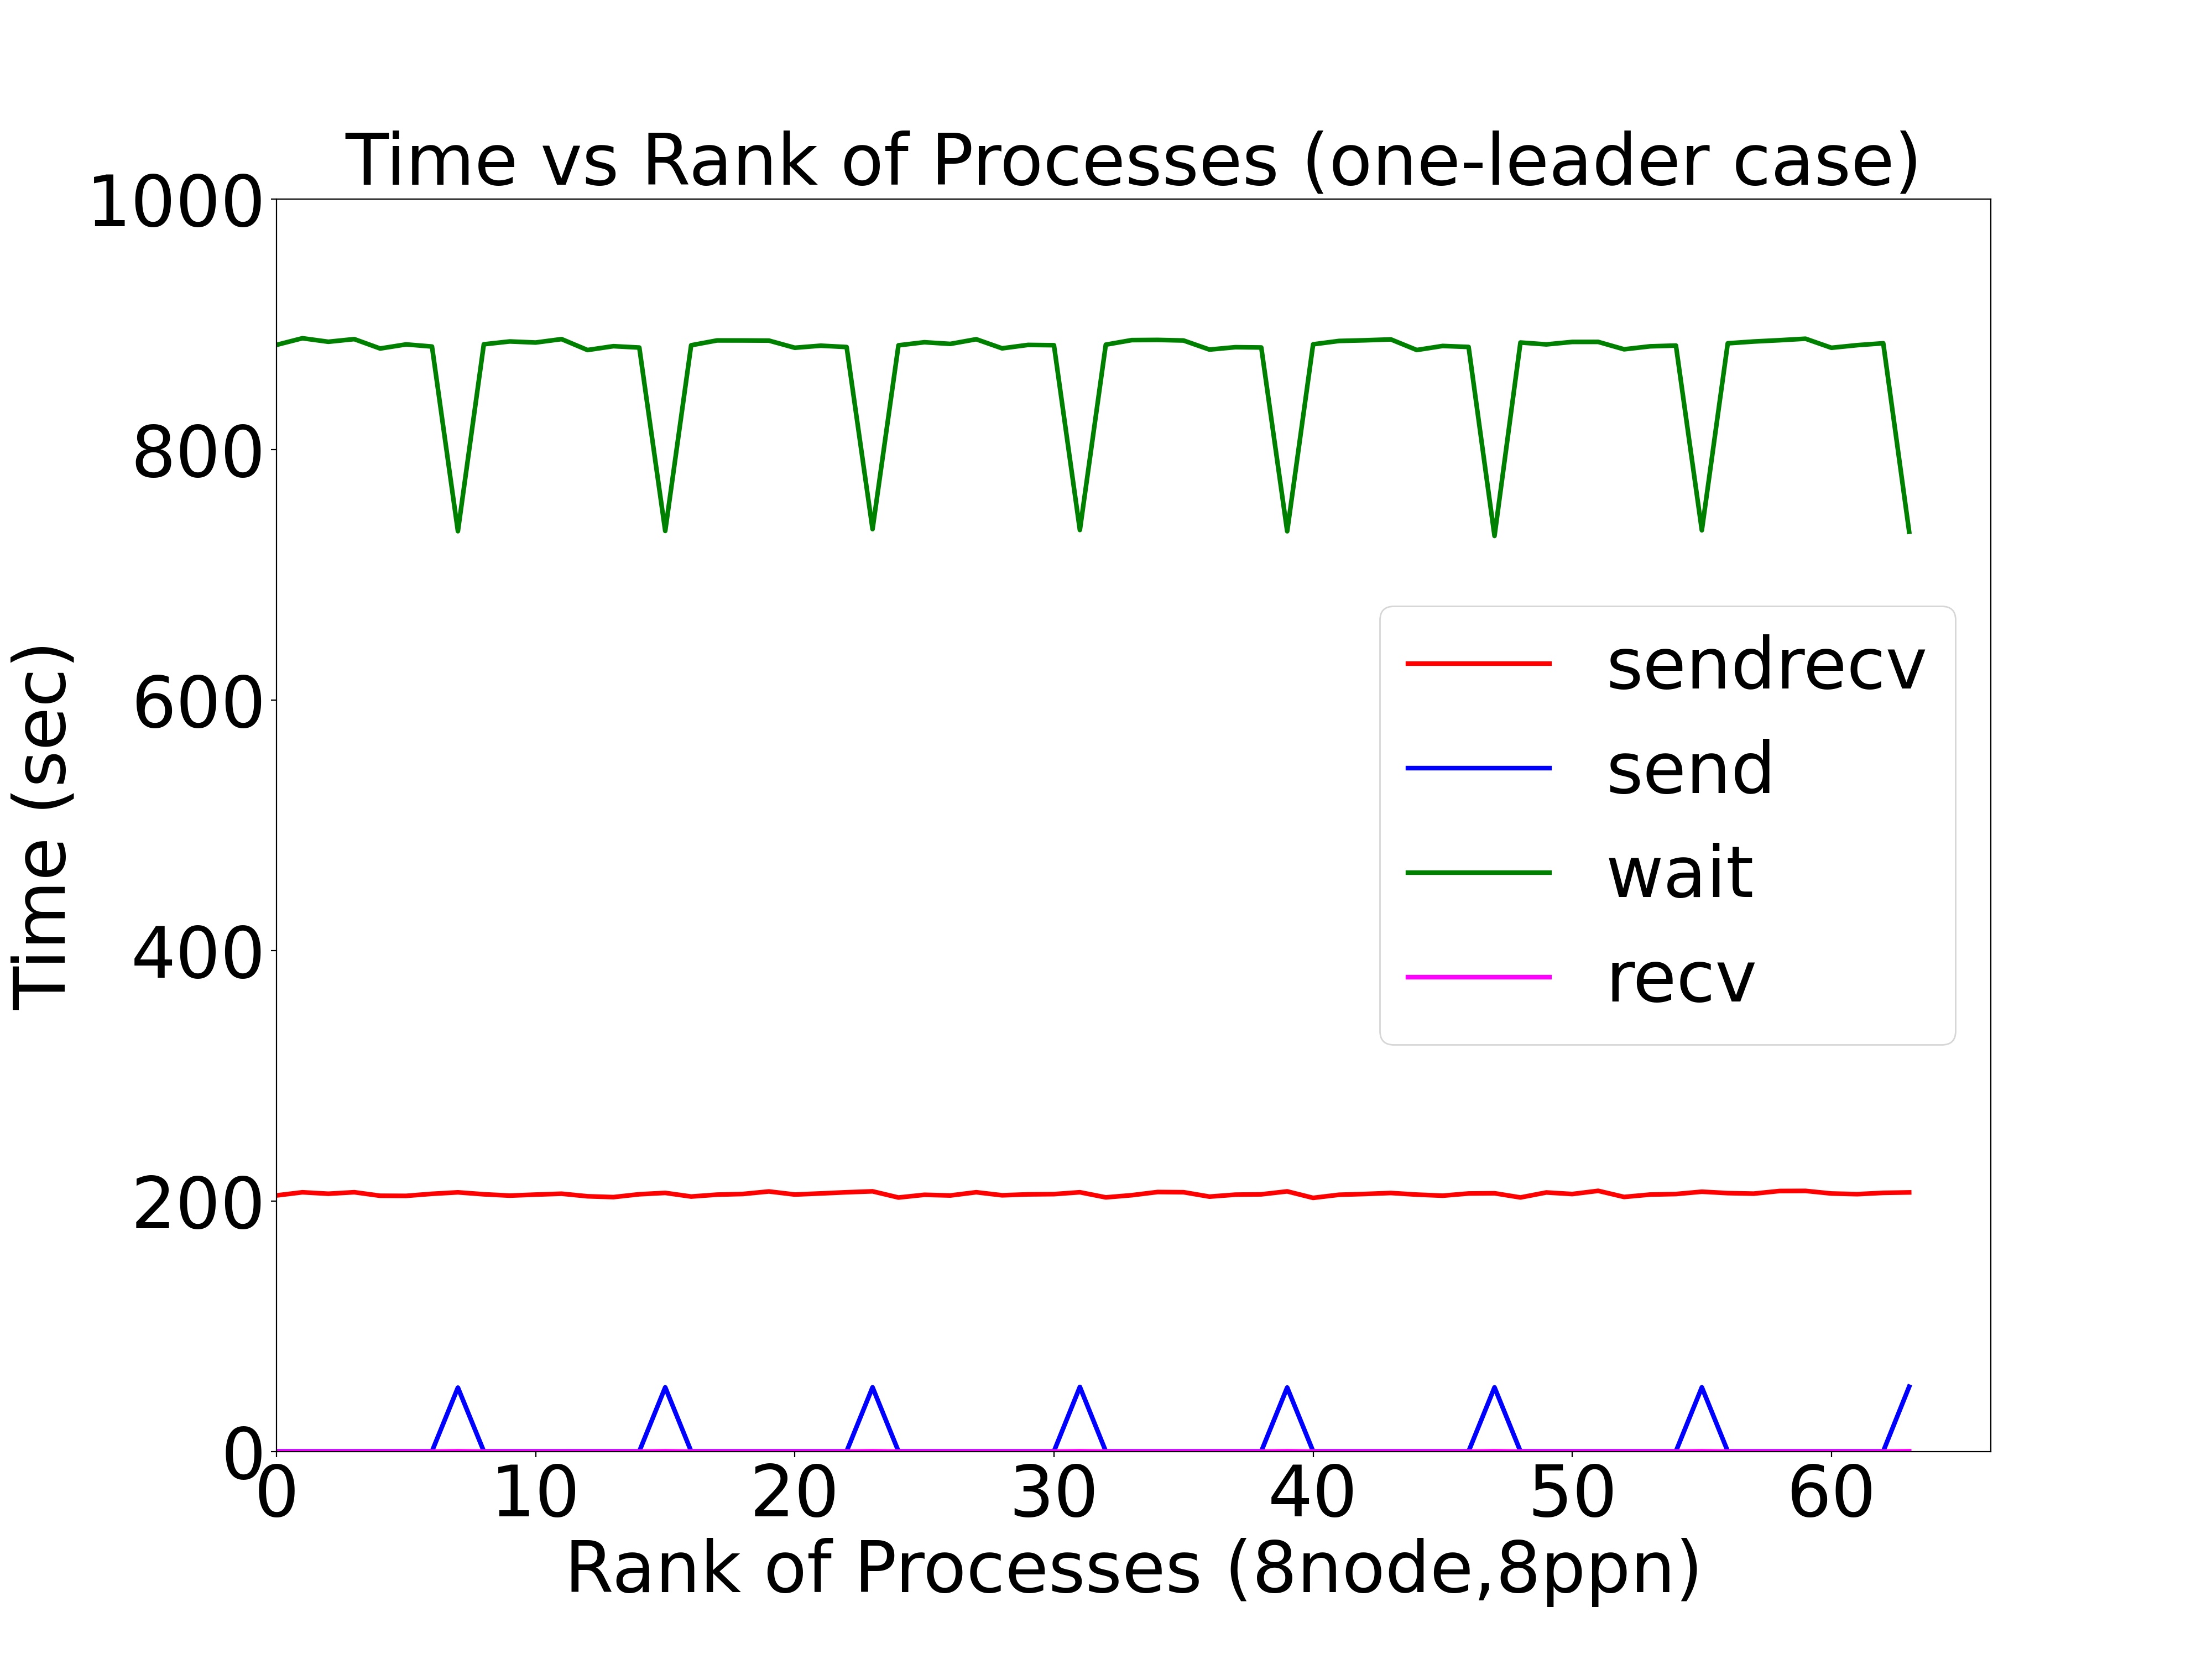 Time vs Rank of Processes (one-leader case)
1000
800
600
400
200
0
Time (sec)
sendrecv
send
wait
recv
0 10 20 30 40 50 60
Rank of Processes (8node,8ppn)